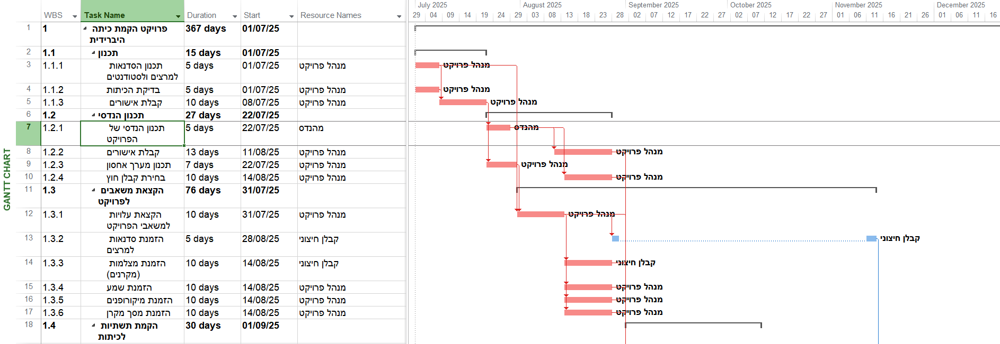 WBS Task Name Duration Start Resource Names
July 2025 August 2025 September 2025 October 2025 November 2025 December 2025
29 04 09 14 19 24 29 03 08 13 18 23 28 02 07 12 17 22 27 02 07 12 17 22 27 01 06 11 16 21 26 01 06 11 16
GANTT CHART
1 1 פרויקט הקמת כיתה 367 days 01/07/25
היברידית
2 1.1 תכנון 15 days 01/07/25
3 1.1.1 תכנון הסדנאות 5 days 01/07/25 מנהל פרויקט מנהל פרויקט
למרצים ולסטודנטים
4 1.1.2 בדיקת הכיתות 5 days 01/07/25 מנהל פרויקט מנהל פרויקט
5 1.1.3 קבלת אישורים 10 days 08/07/25 מנהל פרויקט מנהל פרויקט
6 1.2 תכנון הנדסי 27 days 22/07/25
7 1.2.1 תכנון הנדסי של 5 days 22/07/25 מהנדס מהנדס
הפרויקט
8 1.2.2 קבלת אישורים 13 days 11/08/25 מנהל פרויקט מנהל פרויקט
9 1.2.3 תכנון מערך אחסון 7 days 22/07/25 מנהל פרויקט מנהל פרויקט
10 1.2.4 בחירת קבלן חוץ 10 days 14/08/25 מנהל פרויקט מנהל פרויקט
11 1.3 הקצאת משאבים 76 days 31/07/25
לפרויקט
12 1.3.1 הקצאת עלויות 10 days 31/07/25 מנהל פרויקט מנהל פרויקט
למשאבי הפרויקט
13 1.3.2 הזמנת סדנאות 5 days 28/08/25 קבלן חיצוני קבלן חיצוני
למרצים
14 1.3.3 הזמנת מצלמות 10 days 14/08/25 קבלן חיצוני קבלן חיצוני
(מקרנים)
15 1.3.4 הזמנת שמע 10 days 14/08/25 מנהל פרויקט מנהל פרויקט
16 1.3.5 הזמנת מיקרופונים 10 days 14/08/25 מנהל פרויקט מנהל פרויקט
17 1.3.6 הזמנת מסך מקרן 10 days 14/08/25 מנהל פרויקט מנהל פרויקט
18 1.4 הקמת תשתיות 30 days 01/09/25
לכיתות